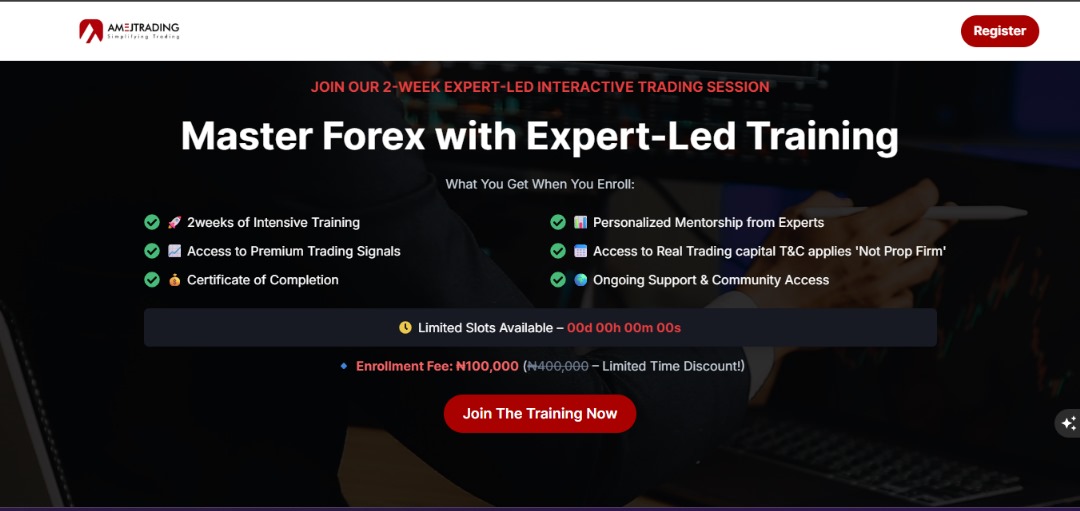 AMEJTRADING
Simplifying Trading
Register
JOIN OUR 2-WEEK EXPERT-LED INTERACTIVE TRADING SESSION
Master Forex with Expert-Led Training
What You Get When You Enroll:
🚀 2weeks of Intensive Training
📊 Personalized Mentorship from Experts
📈 Access to Premium Trading Signals
📅 Access to Real Trading capital T&C applies 'Not Prop Firm'
💰 Certificate of Completion
🌍 Ongoing Support & Community Access
Limited Slots Available – 00d 00h 00m 00s
🔹 Enrollment Fee: ₦100,000 (₦400,000 – Limited Time Discount!)
Join The Training Now